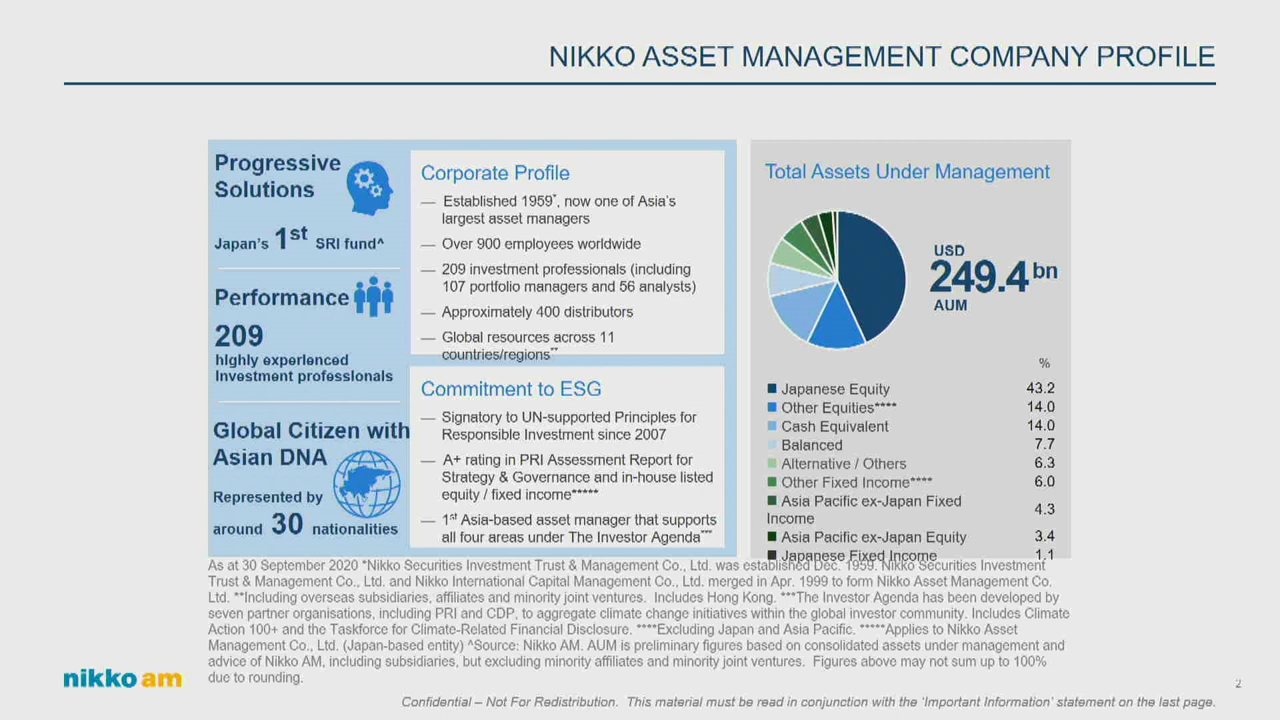 NIKKO ASSET MANAGEMENT COMPANY PROFILE
Progressive
Solutions
Japan's 1st SRI fund^
Performance
209
highly experienced
investment professionals
Global Citizen with
Asian DNA
Represented by
around 30 nationalities
Corporate Profile
— Established 1959*, now one of Asia's
largest asset managers
— Over 900 employees worldwide
— 209 investment professionals (including
107 portfolio managers and 56 analysts)
— Approximately 400 distributors
— Global resources across 11
countries/regions**
Commitment to ESG
— Signatory to UN-supported Principles for
Responsible Investment since 2007
— A+ rating in PRI Assessment Report for
Strategy & Governance and in-house listed
equity / fixed income*****
— 1st Asia-based asset manager that supports
all four areas under The Investor Agenda***
Total Assets Under Management
USD
249.4bn
AUM
%
Japanese Equity 43.2
Other Equities**** 14.0
Cash Equivalent 14.0
Balanced 7.7
Alternative / Others 6.3
Other Fixed Income**** 6.0
Asia Pacific ex-Japan Fixed
Income 4.3
Asia Pacific ex-Japan Equity 3.4
Japanese Fixed Income 1.1
As at 30 September 2020 *Nikko Securities Investment Trust & Management Co., Ltd. was established Dec. 1959. Nikko Securities Investment
Trust & Management Co., Ltd. and Nikko International Capital Management Co., Ltd. merged in Apr. 1999 to form Nikko Asset Management Co.
Ltd. **Including overseas subsidiaries, affiliates and minority joint ventures. Includes Hong Kong. ***The Investor Agenda has been developed by
seven partner organisations, including PRI and CDP, to aggregate climate change initiatives within the global investor community. Includes Climate
Action 100+ and the Taskforce for Climate-Related Financial Disclosure. ****Excluding Japan and Asia Pacific. *****Applies to Nikko Asset
Management Co., Ltd. (Japan-based entity) ^Source: Nikko AM. AUM is preliminary figures based on consolidated assets under management and
advice of Nikko AM, including subsidiaries, but excluding minority affiliates and minority joint ventures. Figures above may not sum up to 100%
due to rounding.
nikko am
2
Confidential – Not For Redistribution. This material must be read in conjunction with the 'Important Information' statement on the last page.